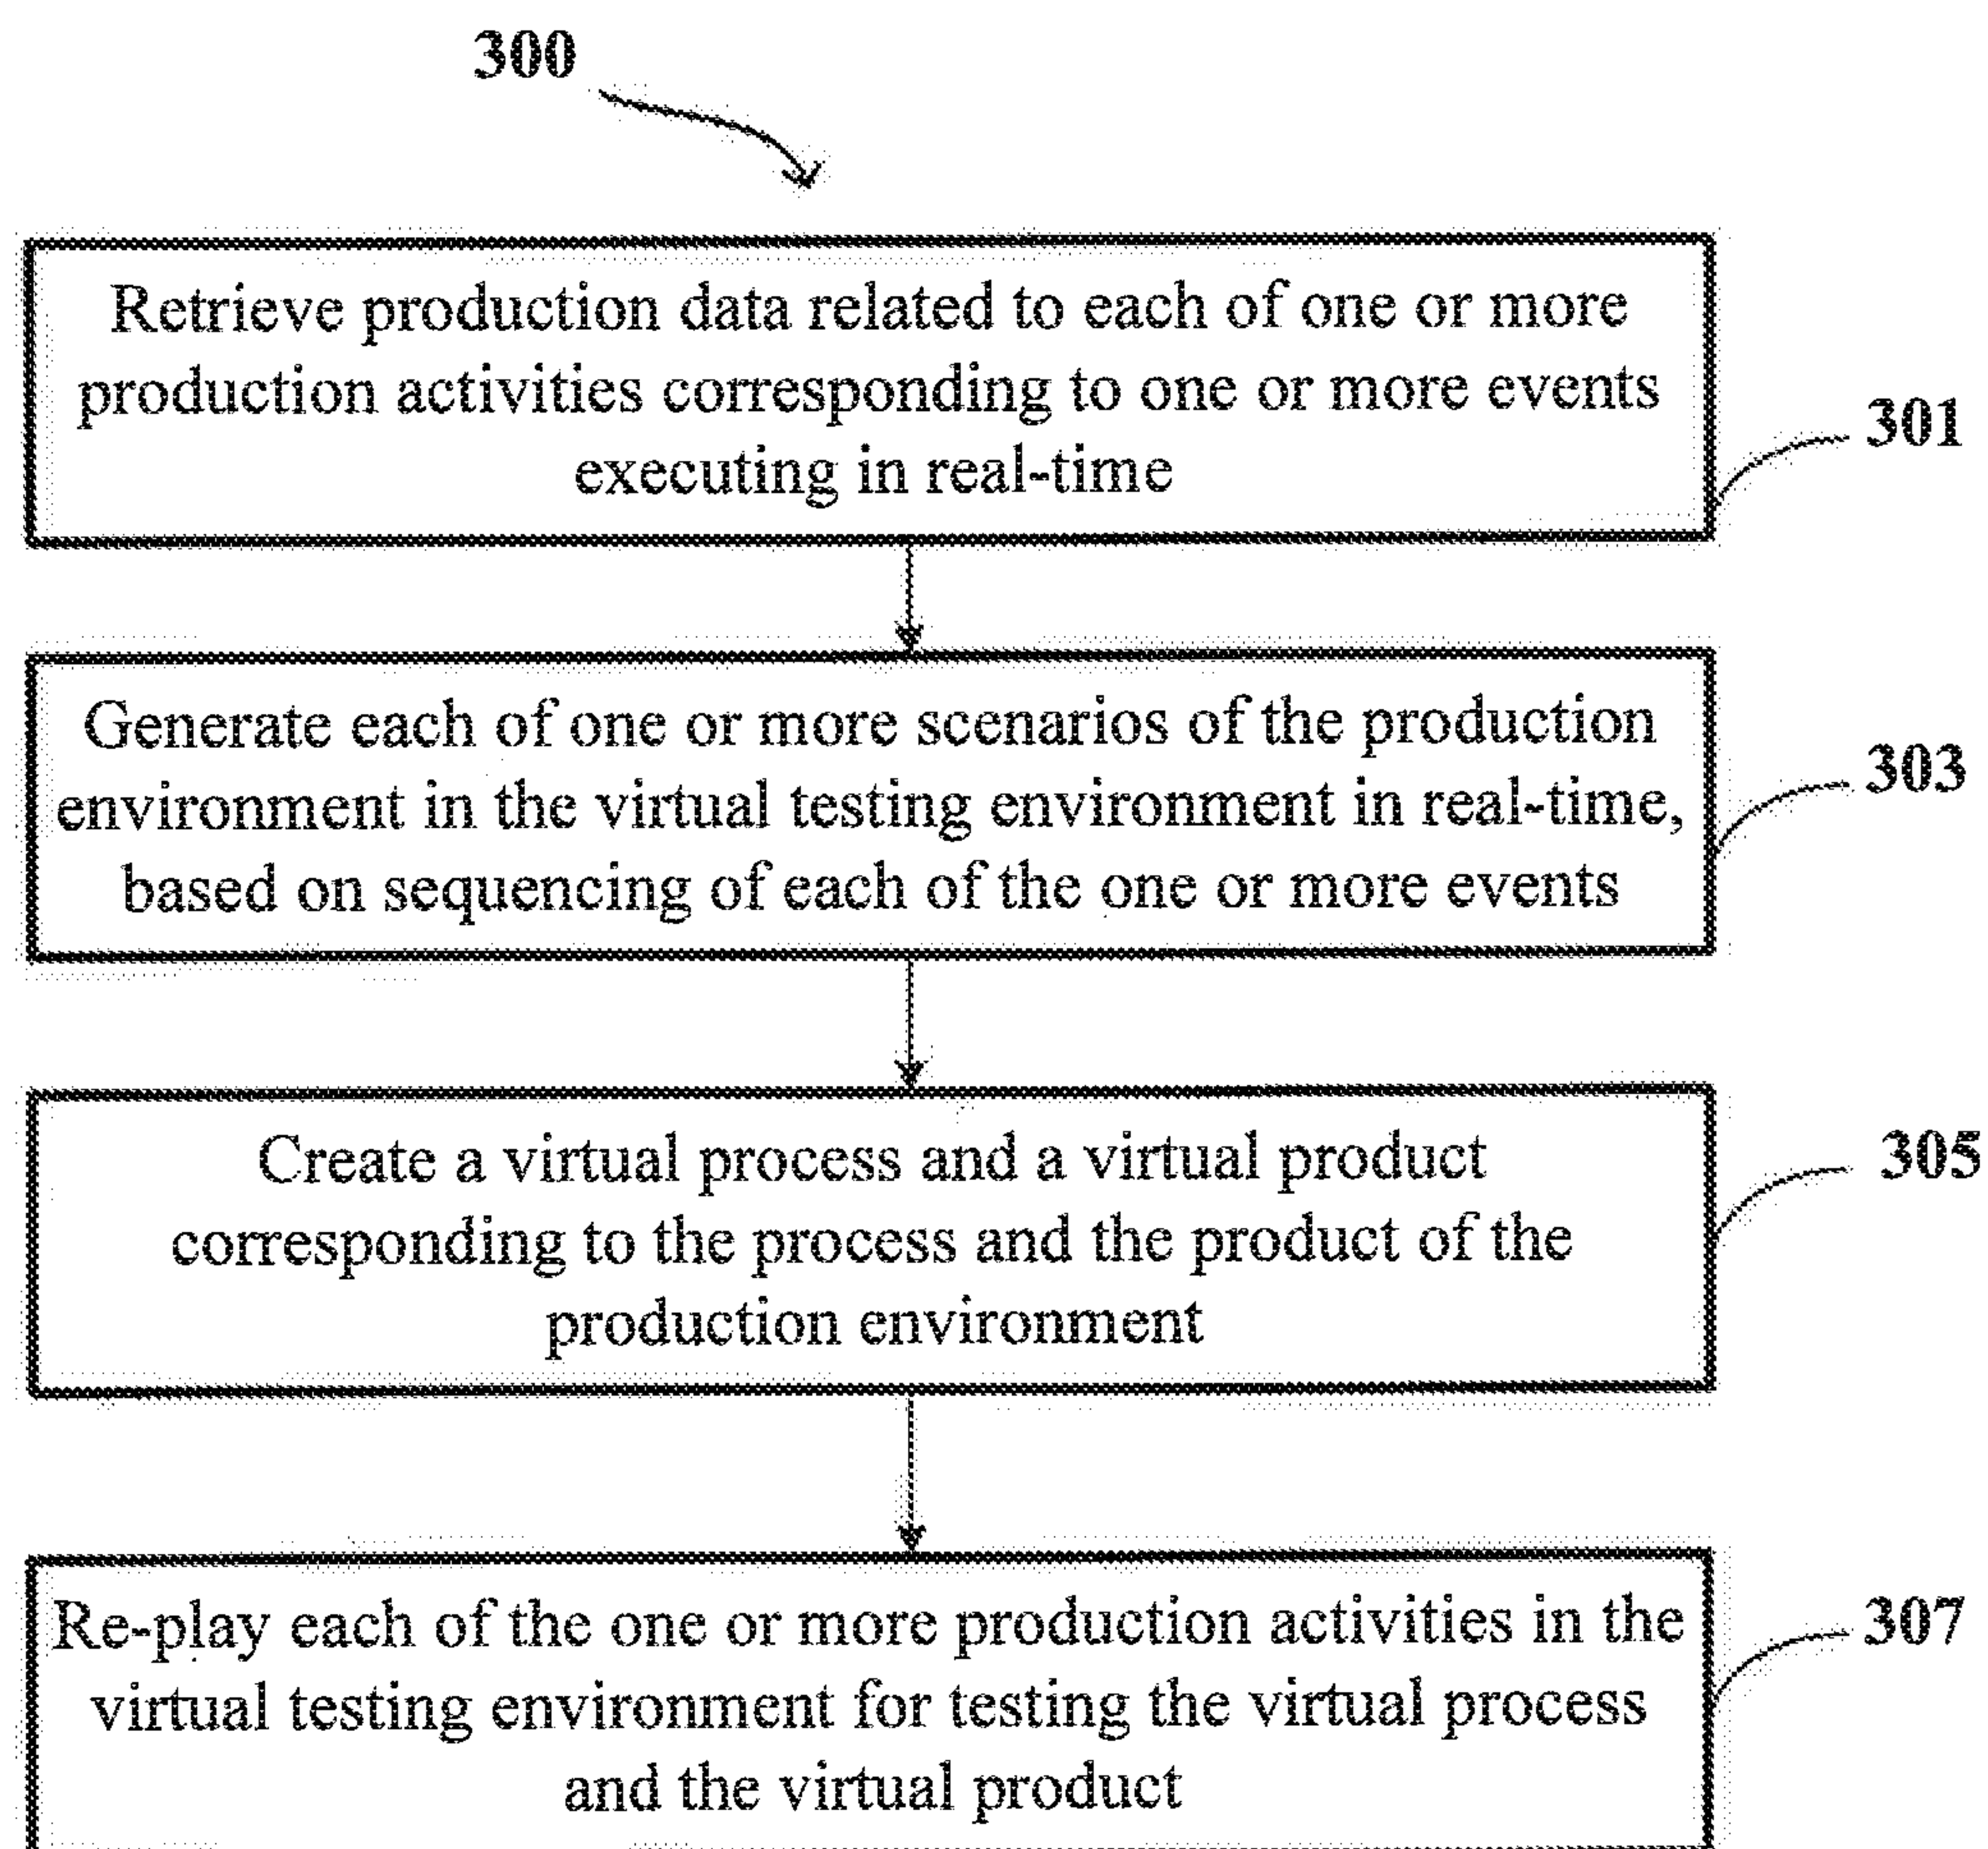 300
Retrieve production data related to each of one or more
production activities corresponding to one or more events
executing in real-time
301
Generate each of one or more scenarios of the production
environment in the virtual testing environment in real-time,
based on sequencing of each of the one or more events
303
Create a virtual process and a virtual product
corresponding to the process and the product of the
production environment
305
Re-play each of the one or more production activities in the
virtual testing environment for testing the virtual process
and the virtual product
307